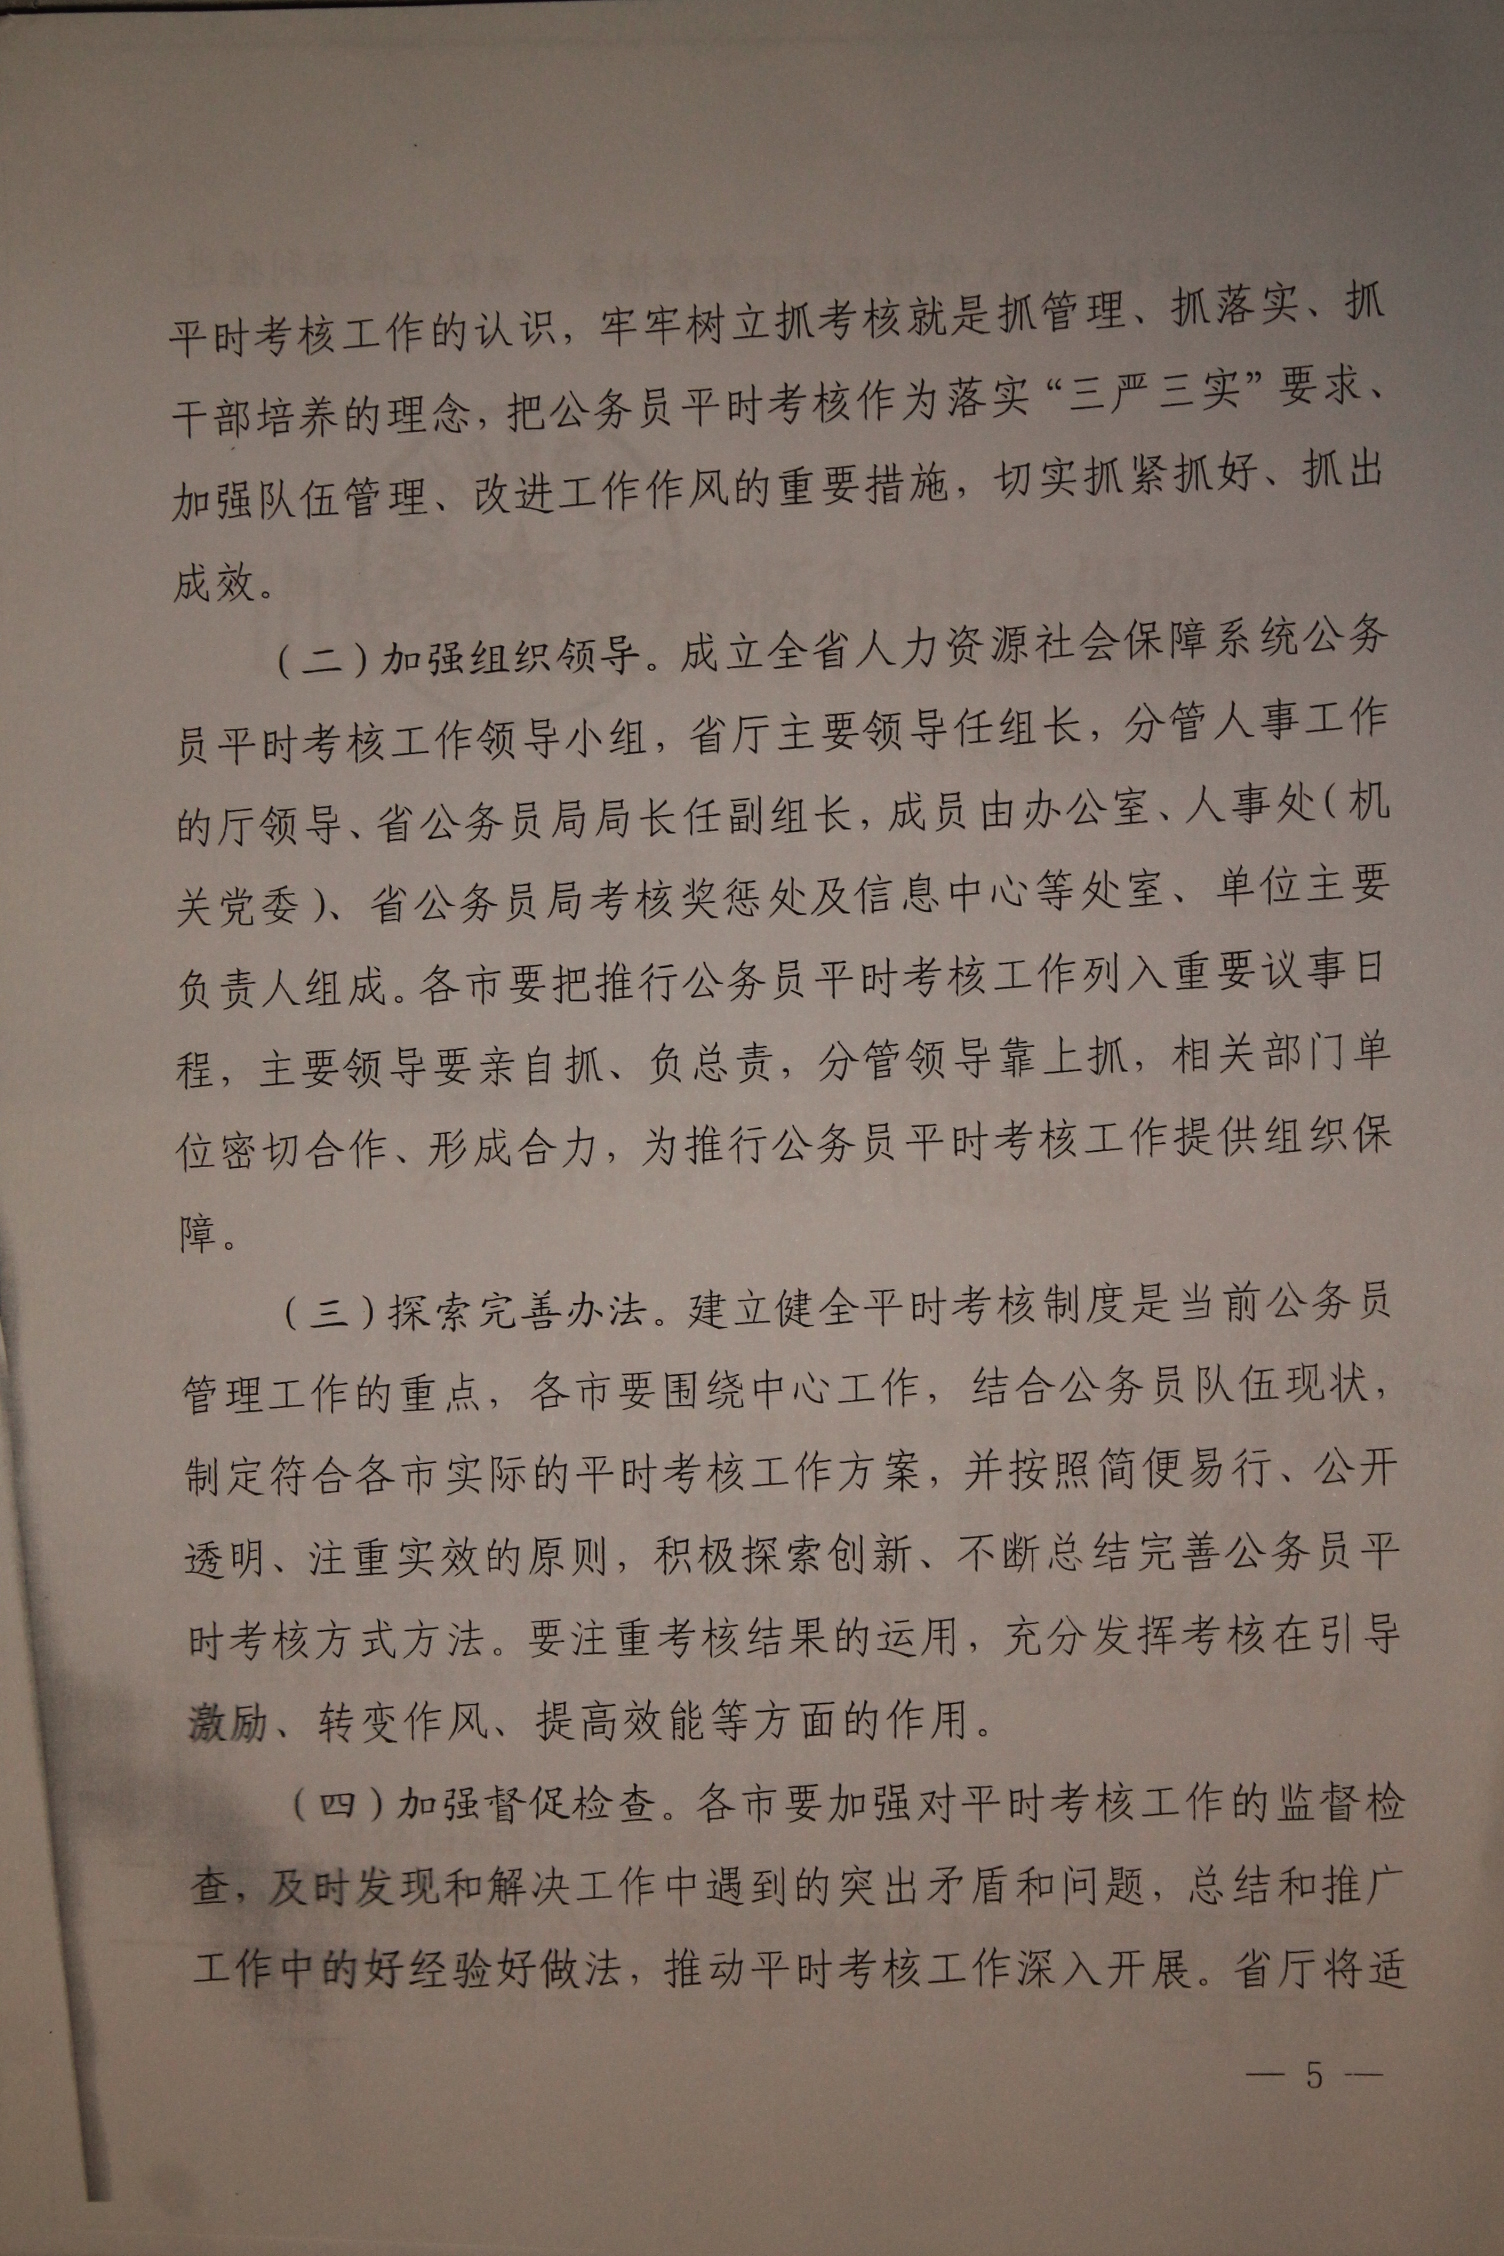 平时考核工作的认识，牢牢树立抓考核就是抓管理、抓落实、抓
干部培养的理念，把公务员平时考核作为落实“三严三实”要求、
加强队伍管理、改进工作作风的重要措施，切实抓紧抓好、抓出
成效。
（二）加强组织领导。成立全省人力资源社会保障系统公务
员平时考核工作领导小组，省厅主要领导任组长，分管人事工作
的厅领导、省公务员局局长任副组长，成员由办公室、人事处（机
关党委）、省公务员局考核奖惩处及信息中心等处室、单位主要
负责人组成。各市要把推行公务员平时考核工作列入重要议事日
程，主要领导要亲自抓、负总责，分管领导靠上抓，相关部门单
位密切合作、形成合力，为推行公务员平时考核工作提供组织保
障。
（三）探索完善办法。建立健全平时考核制度是当前公务员
管理工作的重点，各市要围绕中心工作，结合公务员队伍现状，
制定符合各市实际的平时考核工作方案，并按照简便易行、公开
透明、注重实效的原则，积极探索创新、不断总结完善公务员平
时考核方式方法。要注重考核结果的运用，充分发挥考核在引导
激励、转变作风、提高效能等方面的作用。
（四）加强督促检查。各市要加强对平时考核工作的监督检
查，及时发现和解决工作中遇到的突出矛盾和问题，总结和推广
工作中的好经验好做法，推动平时考核工作深入开展。省厅将适
— 5 —